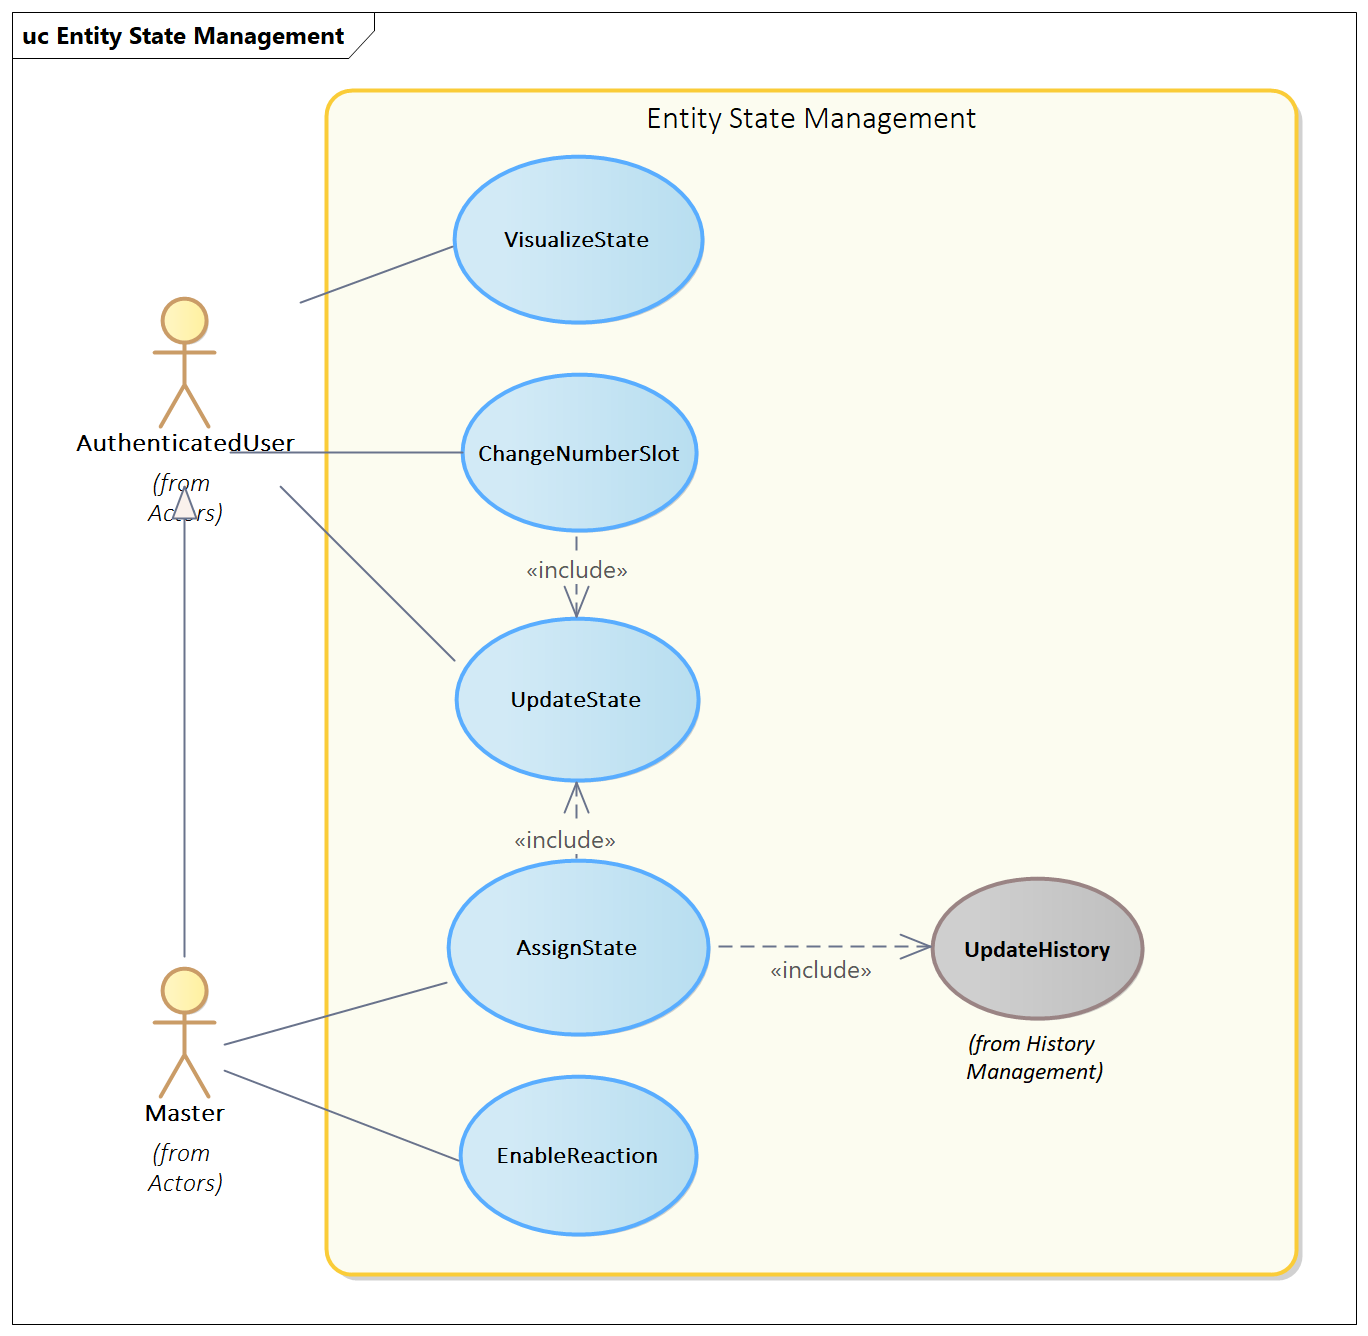 uc Entity State Management
Entity State Management
VisualizeState
AuthenticatedUser
(from
Actors)
ChangeNumberSlot
«include»
UpdateState
«include»
AssignState
«include»
UpdateHistory
(from History
Management)
Master
(from
Actors)
EnableReaction